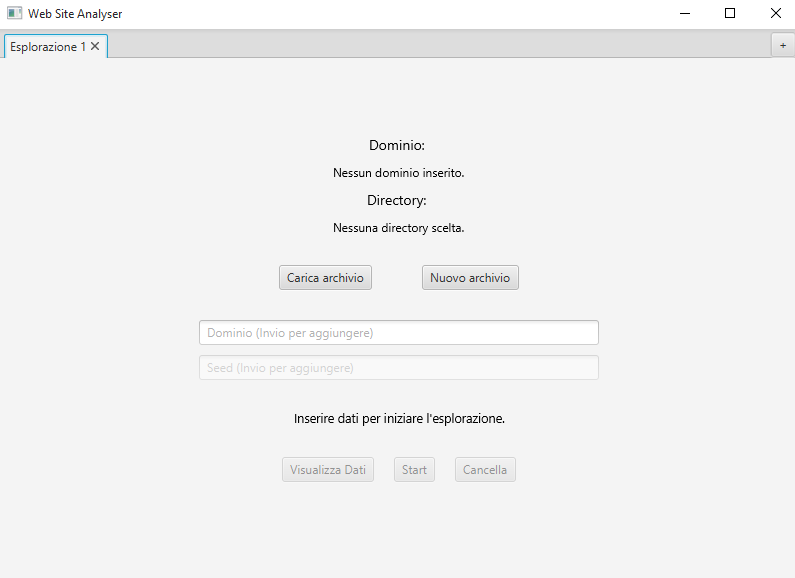 Web Site Analyser
Esplorazione 1
+
Dominio:
Nessun dominio inserito.
Directory:
Nessuna directory scelta.
Carica archivio Nuovo archivio
Dominio (Invio per aggiungere)
Seed (Invio per aggiungere)
Inserire dati per iniziare l'esplorazione.
Visualizza Dati Start Cancella